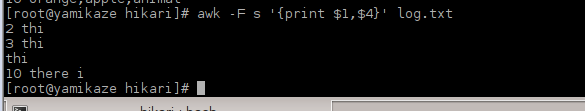 [root@yamikaze hikari]# awk -F s '{print $1,$4}' log.txt
2 thi
3 thi
thi
10 there i
[root@yamikaze hikari]#